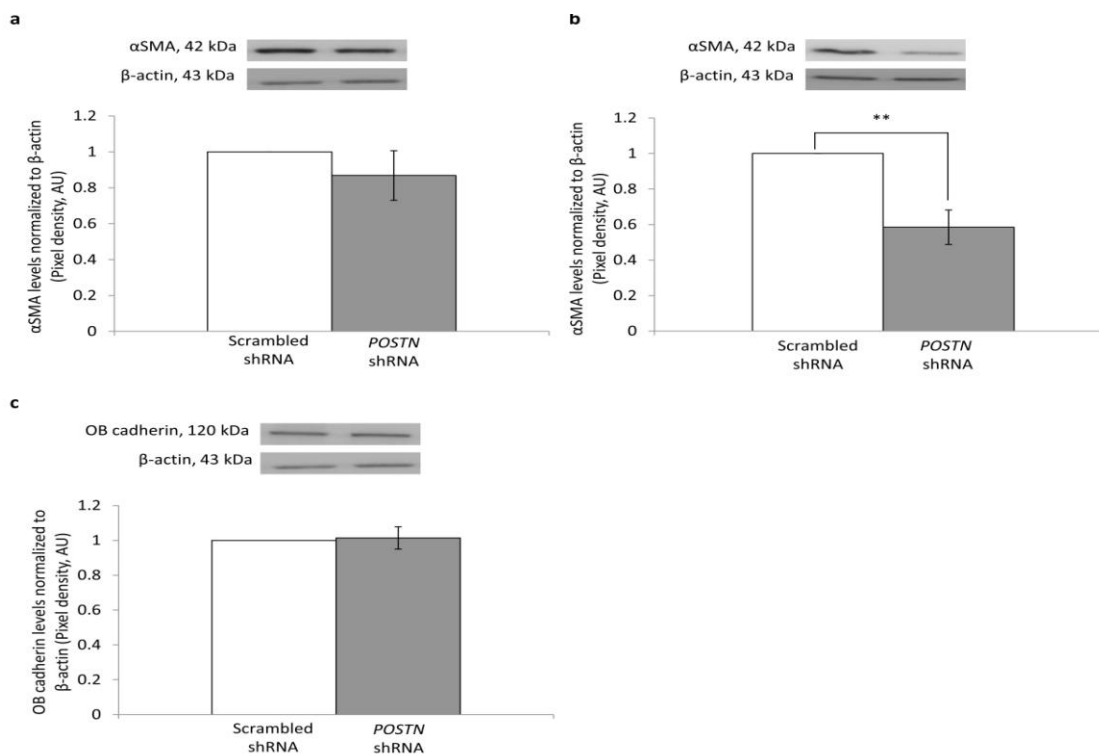 a
αSMA, 42 kDa
β-actin, 43 kDa
αSMA levels normalized to β-actin
(Pixel density, AU)
1.2
1
0.8
0.6
0.4
0.2
0
Scrambled
shRNA
POSTN
shRNA
b
αSMA, 42 kDa
β-actin, 43 kDa
αSMA levels normalized to β-actin
(Pixel density, AU)
1.2
1
0.8
0.6
0.4
0.2
0
**
Scrambled
shRNA
POSTN
shRNA
c
OB cadherin, 120 kDa
β-actin, 43 kDa
OB cadherin levels normalized to
β-actin (Pixel density, AU)
1.2
1
0.8
0.6
0.4
0.2
0
Scrambled
shRNA
POSTN
shRNA